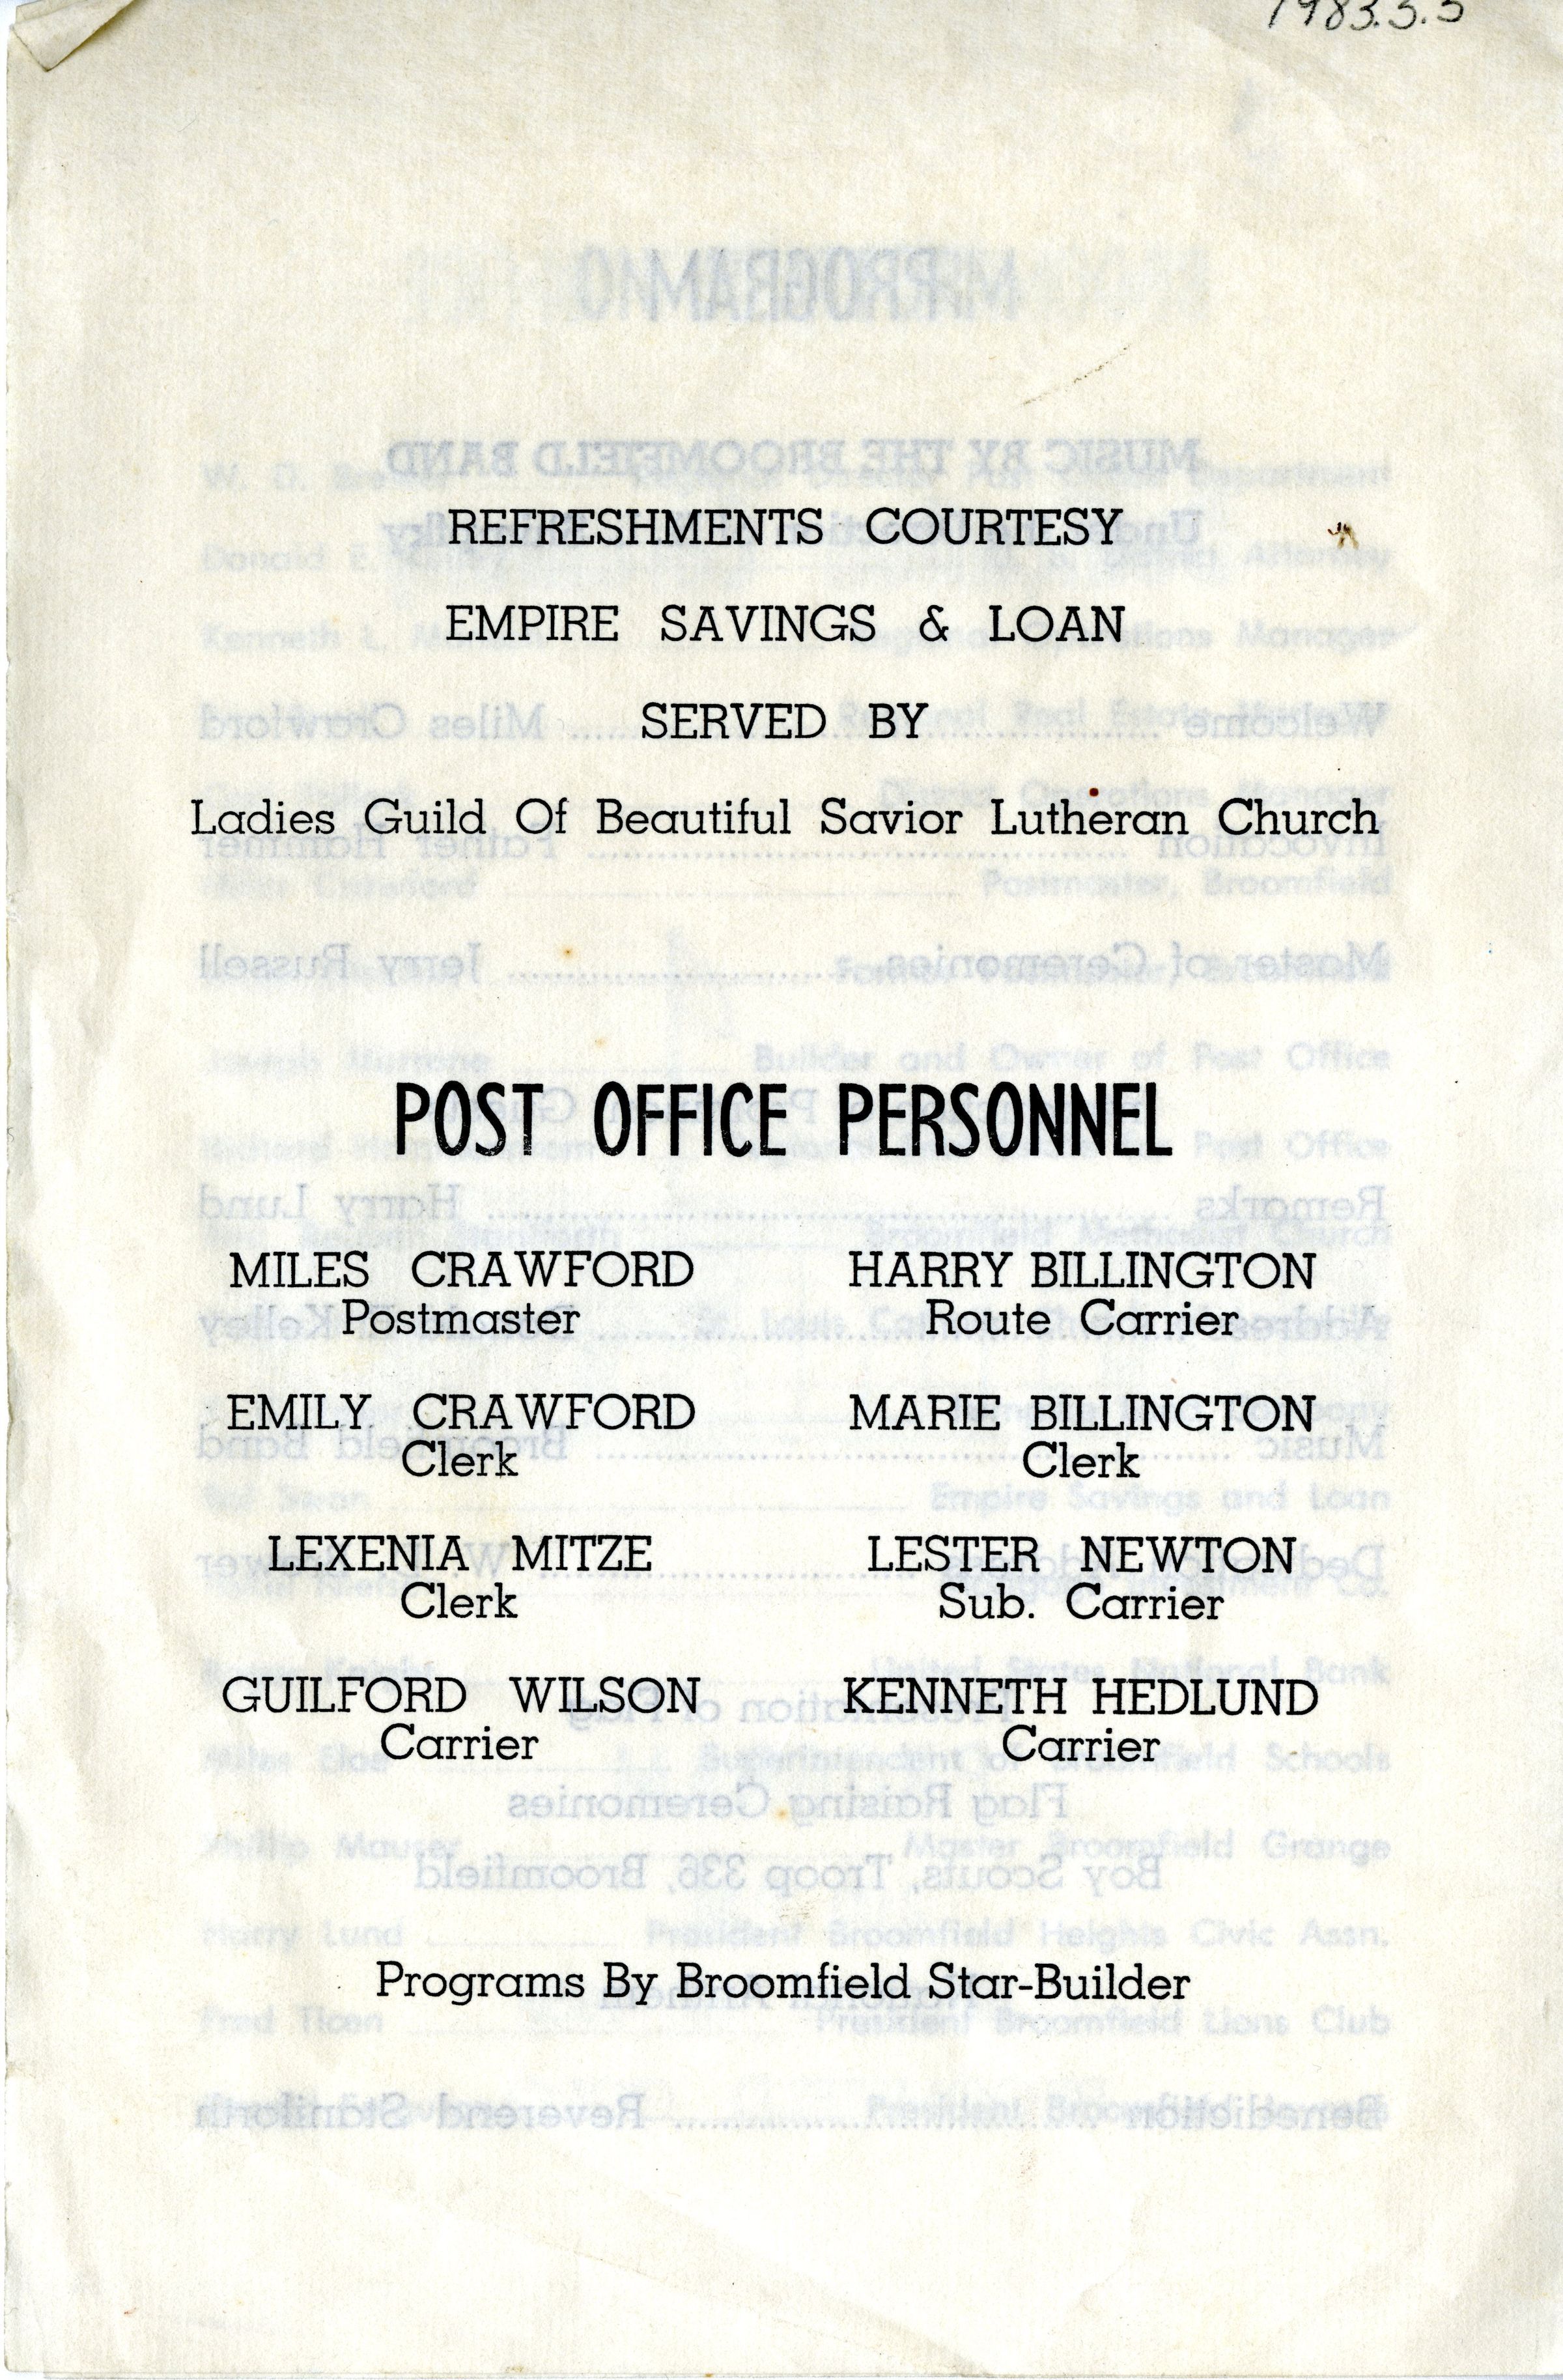 1983.3.5
REFRESHMENTS COURTESY
EMPIRE SAVINGS & LOAN
SERVED BY
Ladies Guild Of Beautiful Savior Lutheran Church
POST OFFICE PERSONNEL
MILES CRAWFORD
Postmaster
HARRY BILLINGTON
Route Carrier
EMILY CRAWFORD
Clerk
MARIE BILLINGTON
Clerk
LEXENIA MITZE
Clerk
LESTER NEWTON
Sub. Carrier
GUILFORD WILSON
Carrier
KENNETH HEDLUND
Carrier
Programs By Broomfield Star-Builder